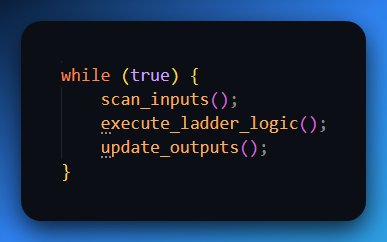 while (true) {
    scan_inputs();
    execute_ladder_logic();
    update_outputs();
}